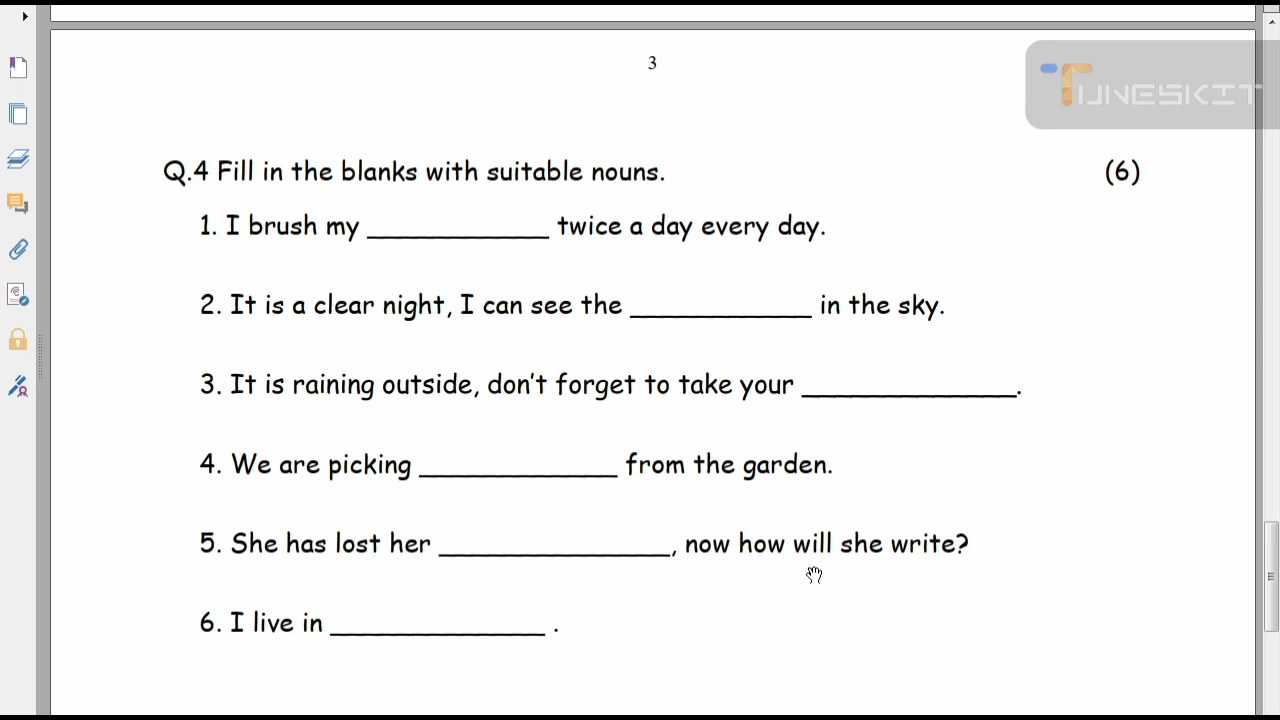 3
TUNESKIT
Q.4 Fill in the blanks with suitable nouns. (6)
1. I brush my ____________ twice a day every day.
2. It is a clear night, I can see the ____________ in the sky.
3. It is raining outside, don't forget to take your ______________.
4. We are picking _____________ from the garden.
5. She has lost her _______________, now how will she write?
6. I live in ______________ .